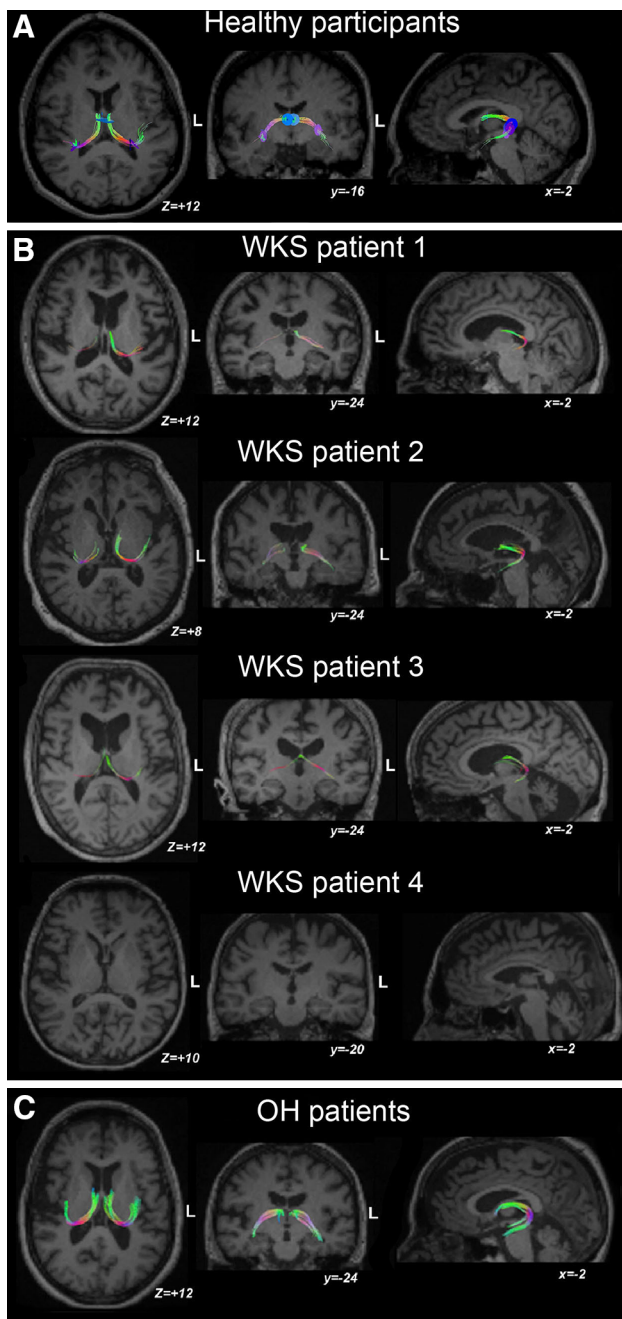 A
Healthy participants
L
L
Z=+12
y=-16
x=-2
B
WKS patient 1
L
L
Z=+12
y=-24
x=-2
WKS patient 2
L
L
Z=+8
y=-24
x=-2
WKS patient 3
L
L
Z=+12
y=-24
x=-2
WKS patient 4
L
L
Z=+10
y=-20
x=-2
C
OH patients
L
L
Z=+12
y=-24
x=-2